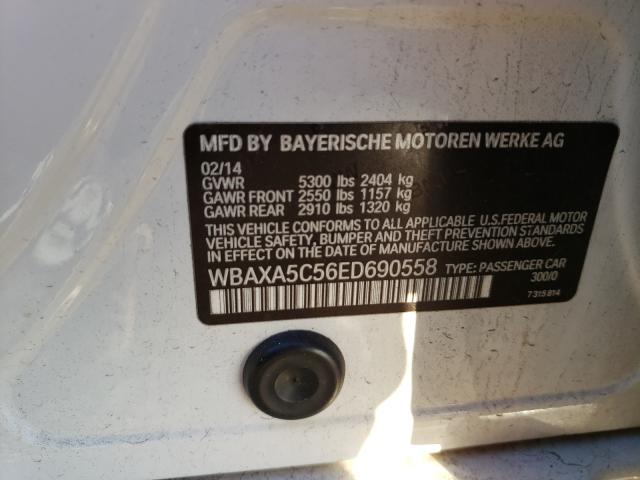 MFD BY BAYERISCHE MOTOREN WERKE AG
02/14
GVWR 5300 lbs 2404 kg
GAWR FRONT 2550 lbs 1157 kg
GAWR REAR 2910 lbs 1320 kg
THIS VEHICLE CONFORMS TO ALL APPLICABLE U.S.FEDERAL MOTOR
VEHICLE SAFETY, BUMPER AND THEFT PREVENTION STANDARDS
IN EFFECT ON THE DATE OF MANUFACTURE SHOWN ABOVE.
WBAXA5C56ED690558 TYPE: PASSENGER CAR
300/0
7315814